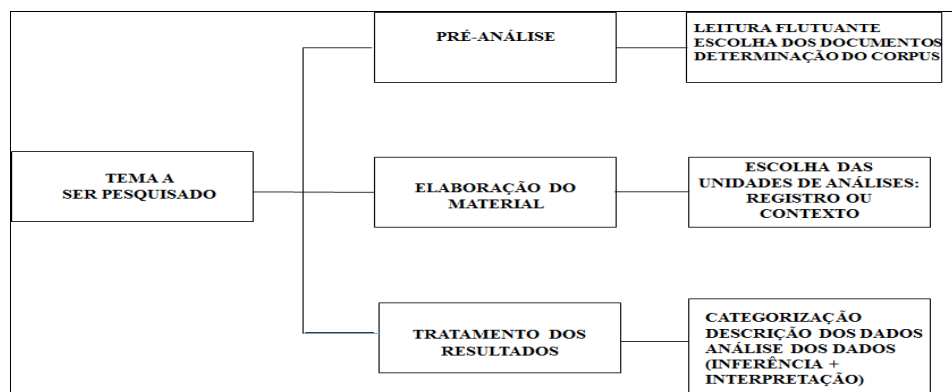 PRÉ-ANÁLISE
LEITURA FLUTUANTE
ESCOLHA DOS DOCUMENTOS
DETERMINAÇÃO DO CORPUS
TEMA A
SER PESQUISADO
ELABORAÇÃO DO
MATERIAL
ESCOLHA DAS
UNIDADES DE ANÁLISES:
REGISTRO OU
CONTEXTO
TRATAMENTO DOS
RESULTADOS
CATEGORIZAÇÃO
DESCRIÇÃO DOS DADOS
ANÁLISE DOS DADOS
(INFERÊNCIA +
INTERPRETAÇÃO)